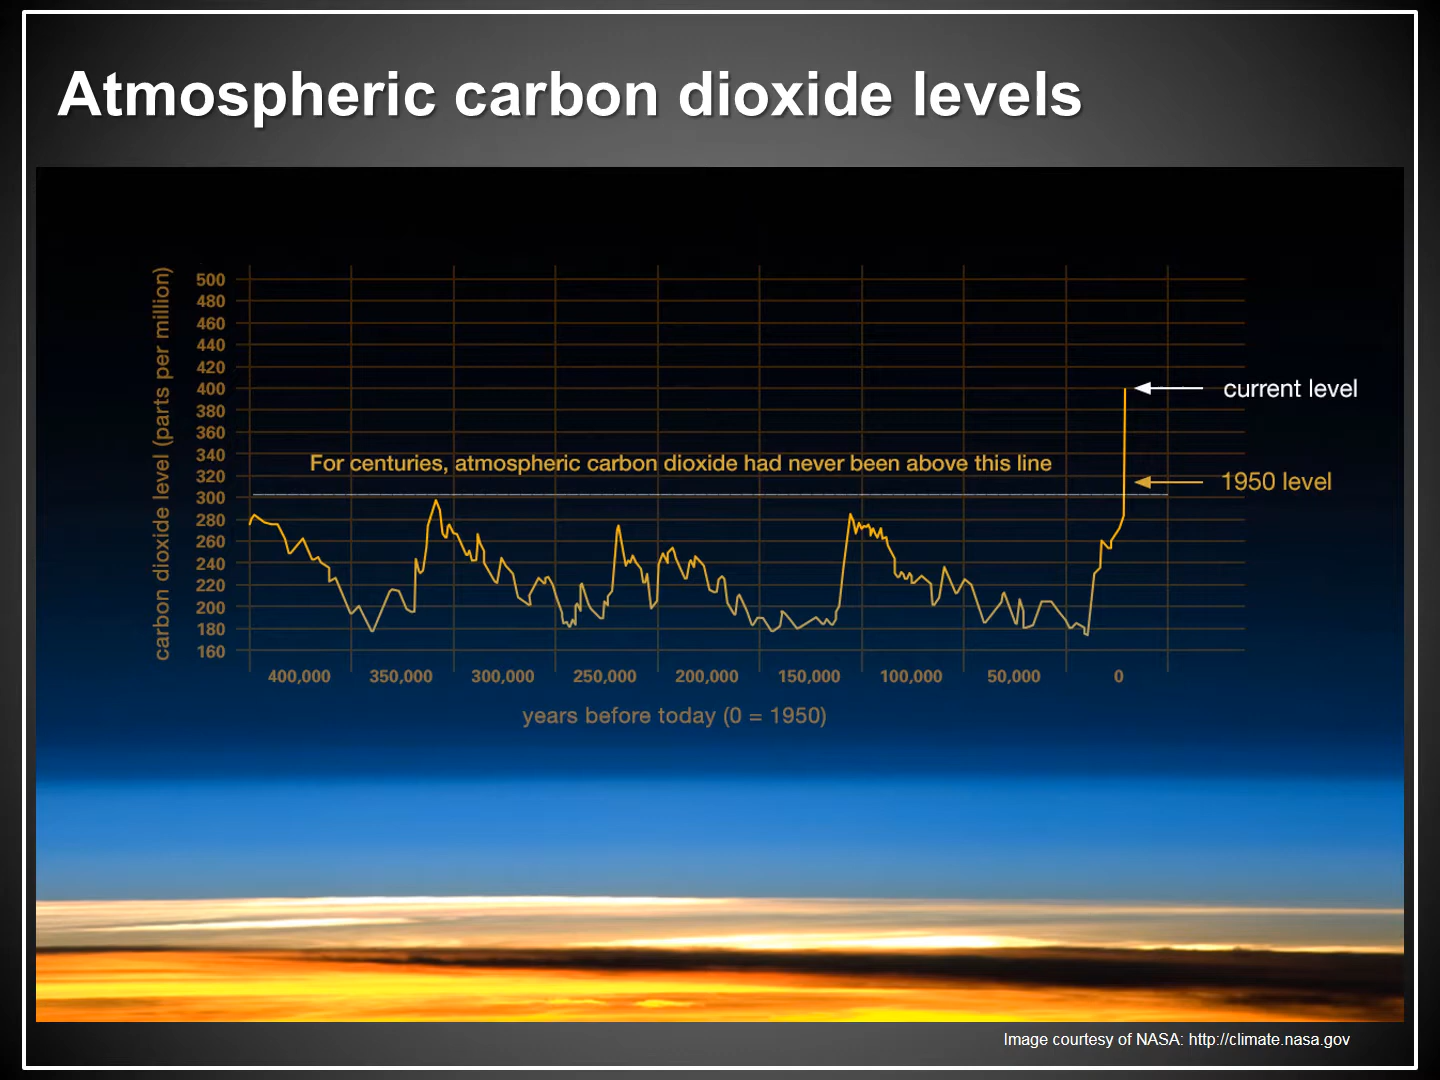 Atmospheric carbon dioxide levels
carbon dioxide level (parts per million)
500
480
460
440
420
400
380
360
340
320
300
280
260
240
220
200
180
160
current level
For centuries, atmospheric carbon dioxide had never been above this line
1950 level
400,000 350,000 300,000 250,000 200,000 150,000 100,000 50,000 0
years before today (0 = 1950)
Image courtesy of NASA: http://climate.nasa.gov